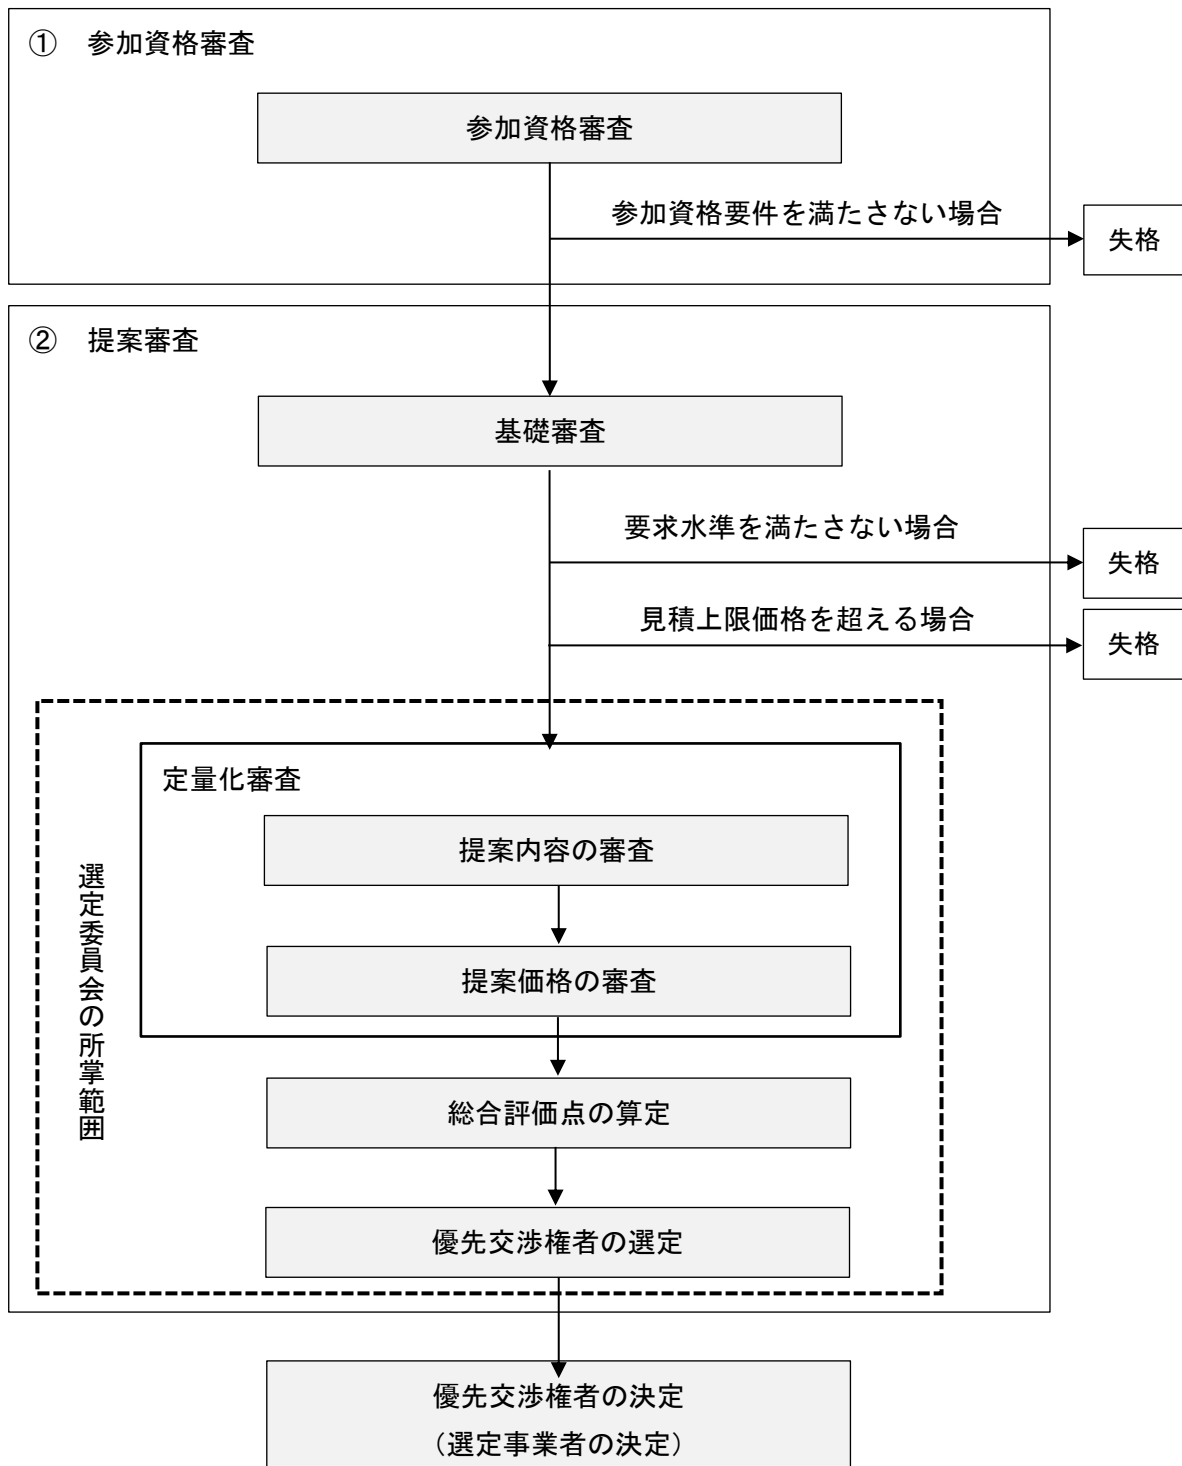 ① 参加資格審査
参加資格審査
参加資格要件を満たさない場合
失格
② 提案審査
基礎審査
要求水準を満たさない場合
失格
見積上限価格を超える場合
失格
選定委員会の所掌範囲
定量化審査
提案内容の審査
提案価格の審査
総合評価点の算定
優先交渉権者の選定
優先交渉権者の決定
（選定事業者の決定）